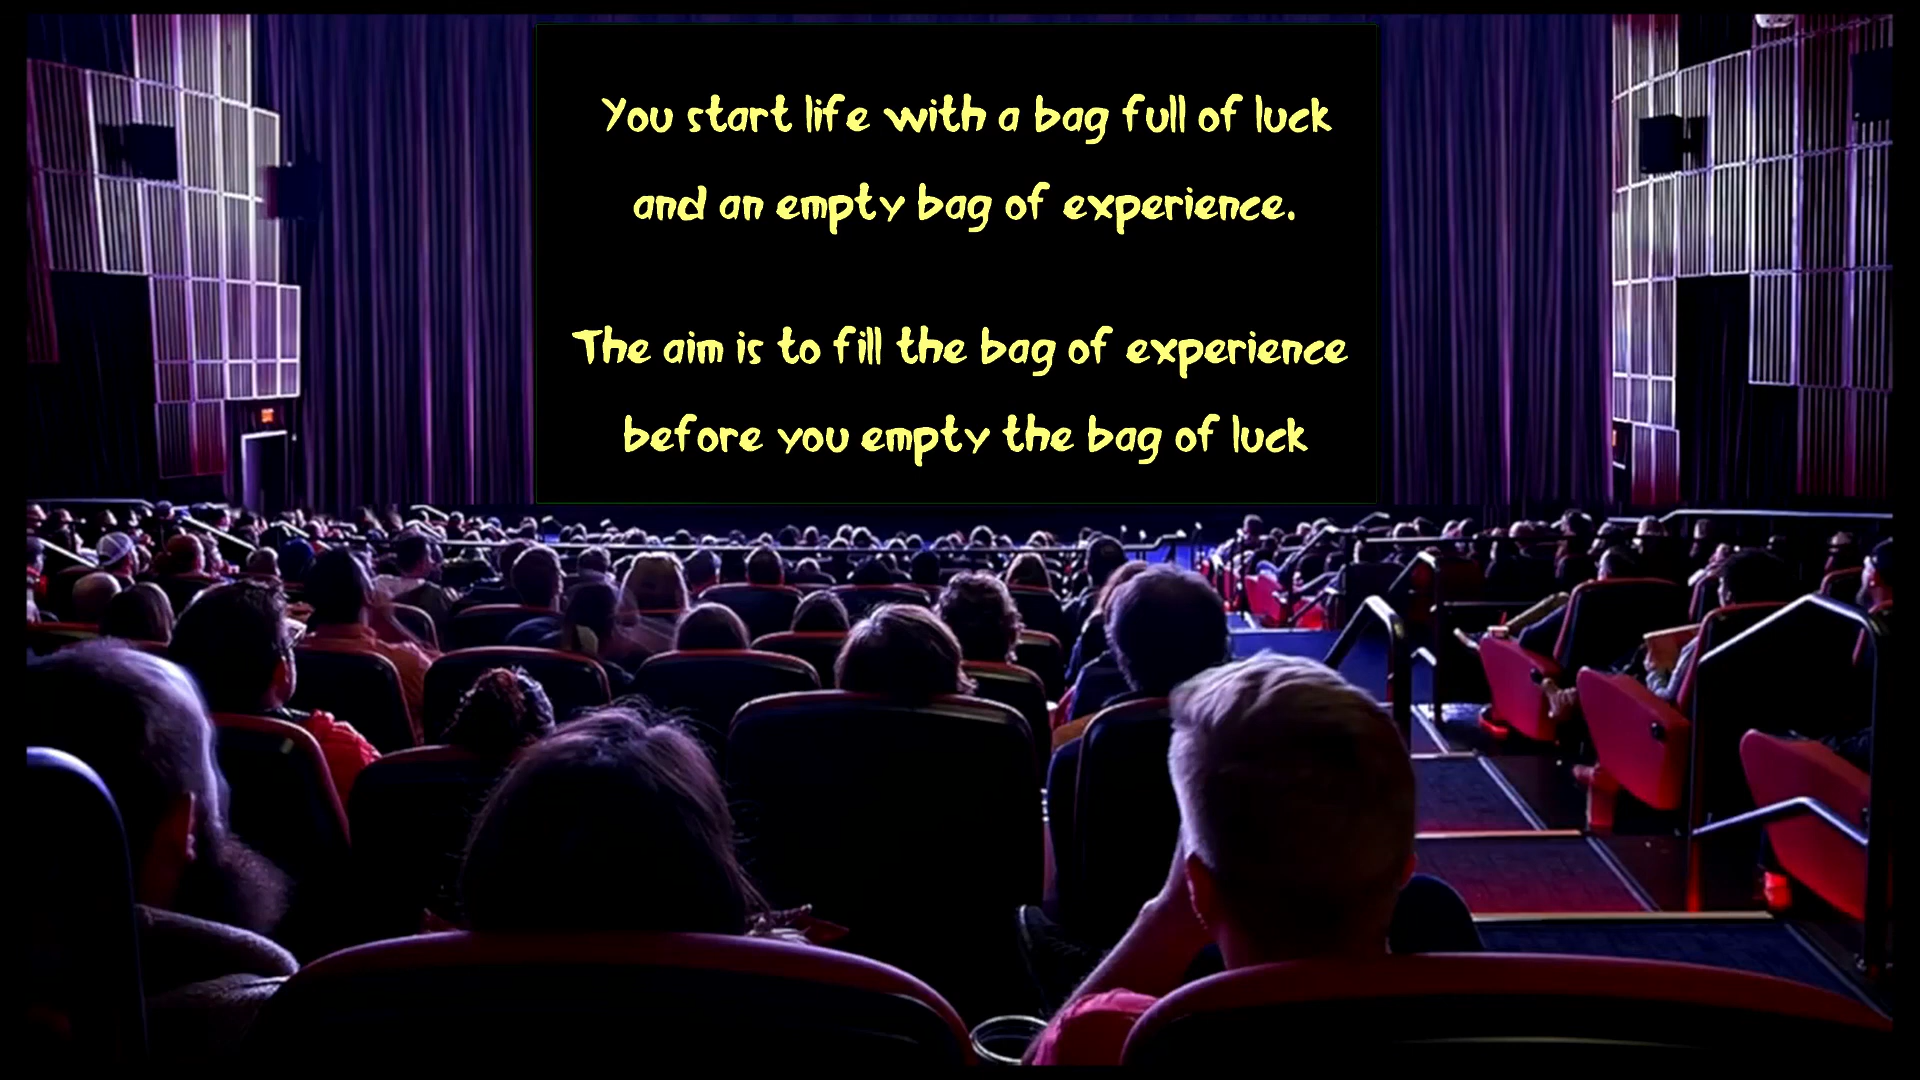 You start life with a bag full of luck
and an empty bag of experience.
The aim is to fill the bag of experience
before you empty the bag of luck